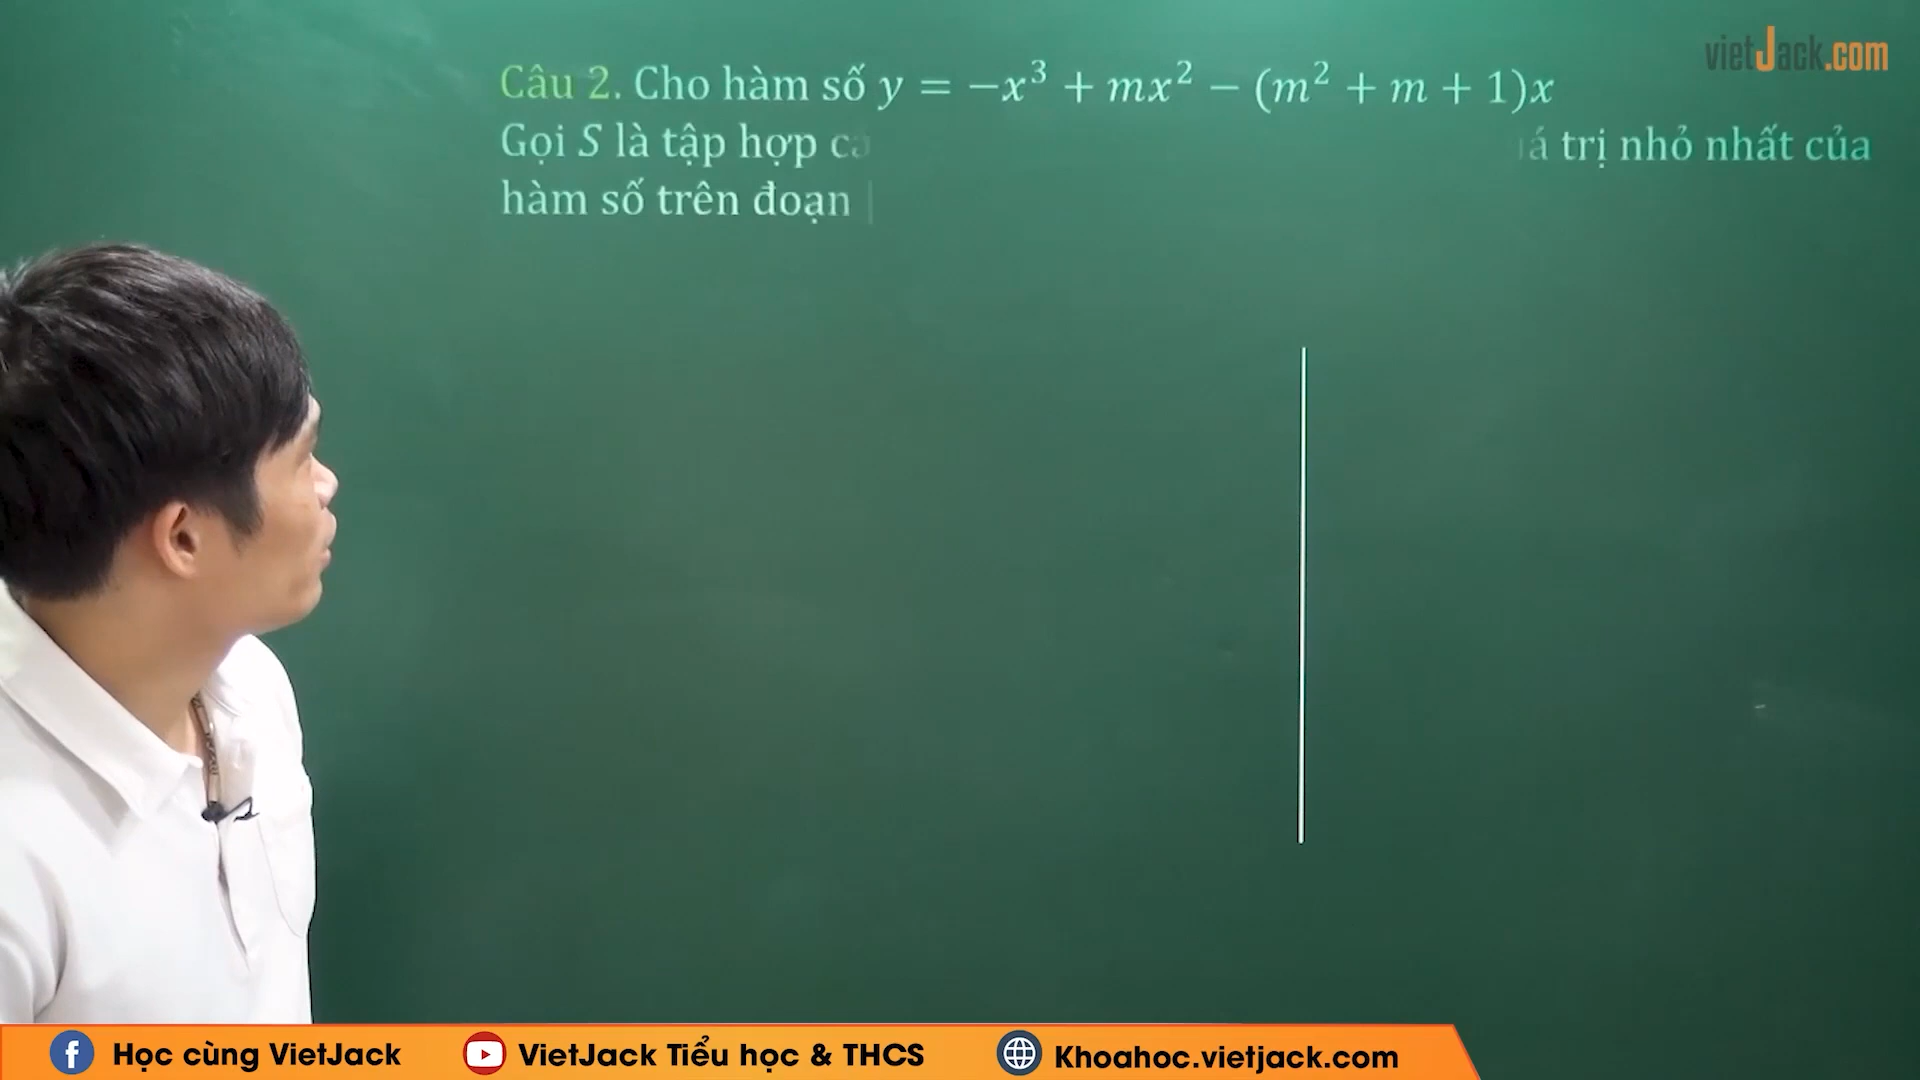 vietJack.com
Câu 2. Cho hàm số y = −x³ + mx² − (m² + m + 1)x
Gọi S là tập hợp trị nhỏ nhất của
hàm số trên đoạn
Học cùng VietJack
VietJack Tiểu học & THCS
Khoahoc.vietjack.com